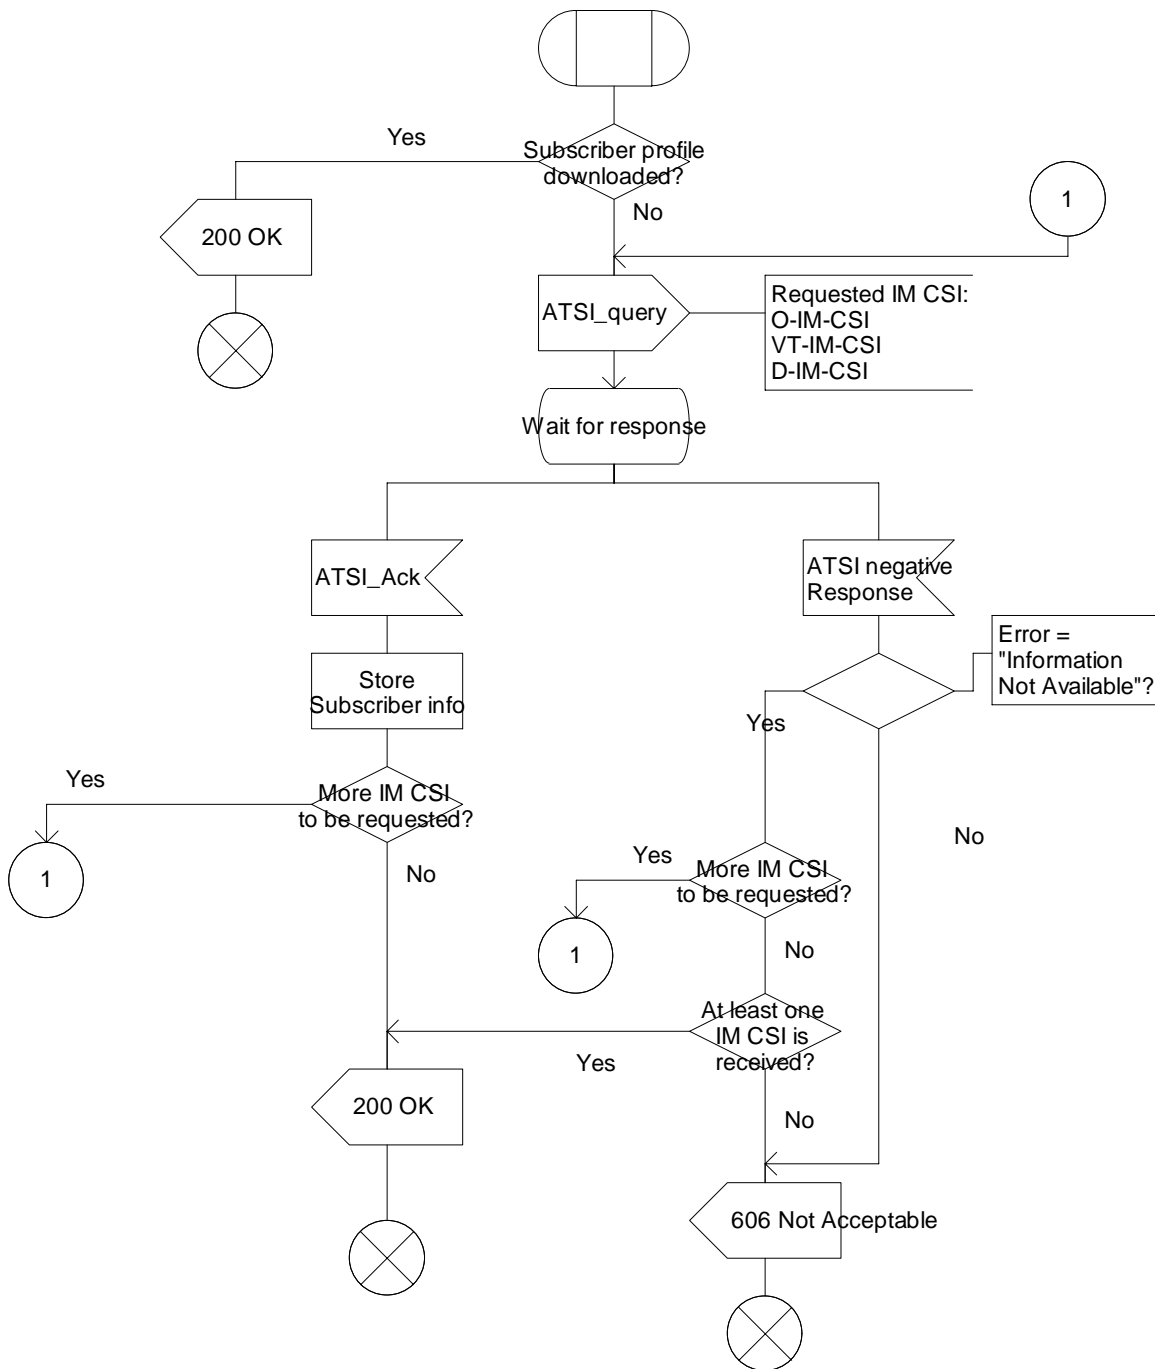 Yes
Subscriber profile
downloaded?
No
1
200 OK
ATSI_query
Requested IM CSI:
O-IM-CSI
VT-IM-CSI
D-IM-CSI
Wait for response
ATSI_Ack
ATSI negative
Response
Error =
"Information
Not Available"?
Store
Subscriber info
Yes
Yes
More IM CSI
to be requested?
No
1
No
Yes
More IM CSI
to be requested?
1
No
At least one
IM CSI is
received?
Yes
200 OK
No
606 Not Acceptable